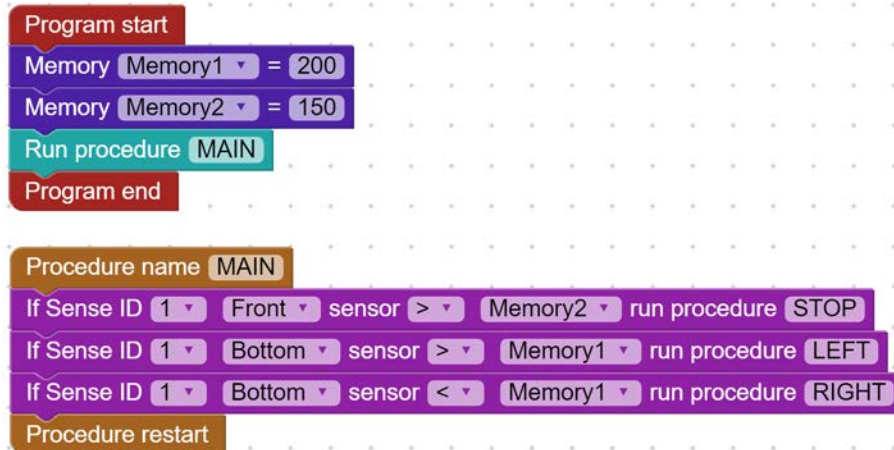 Program start
Memory Memory1 = 200
Memory Memory2 = 150
Run procedure MAIN
Program end
Procedure name MAIN
If Sense ID 1 Front sensor > Memory2 run procedure STOP
If Sense ID 1 Bottom sensor > Memory1 run procedure LEFT
If Sense ID 1 Bottom sensor < Memory1 run procedure RIGHT
Procedure restart